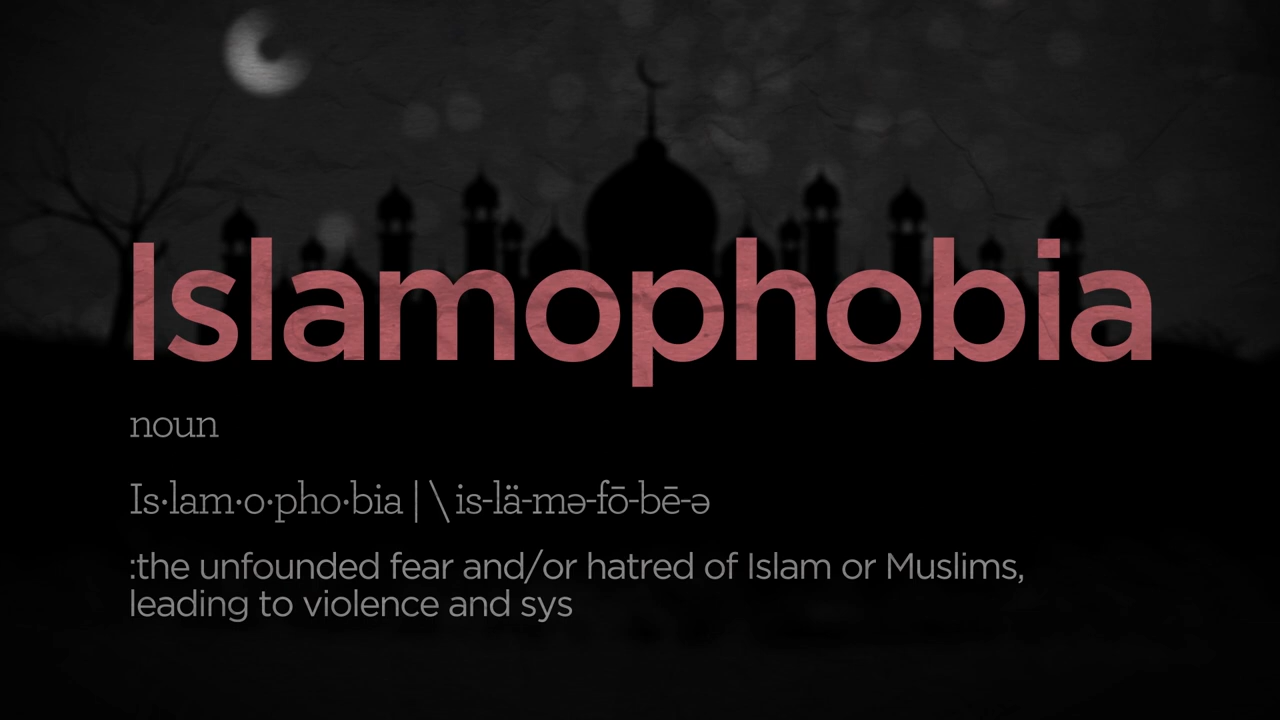 Islamophobia
noun
Is·lam·o·pho·bia | \ is-lä-mə-fō-bē-ə
:the unfounded fear and/or hatred of Islam or Muslims,
leading to violence and sys